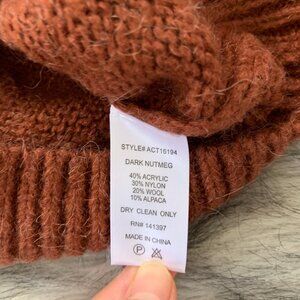 STYLE# ACT16194
DARK NUTMEG
40% ACRYLIC
30% NYLON
20% WOOL
10% ALPACA
DRY CLEAN ONLY
RN# 141397
MADE IN CHINA
P